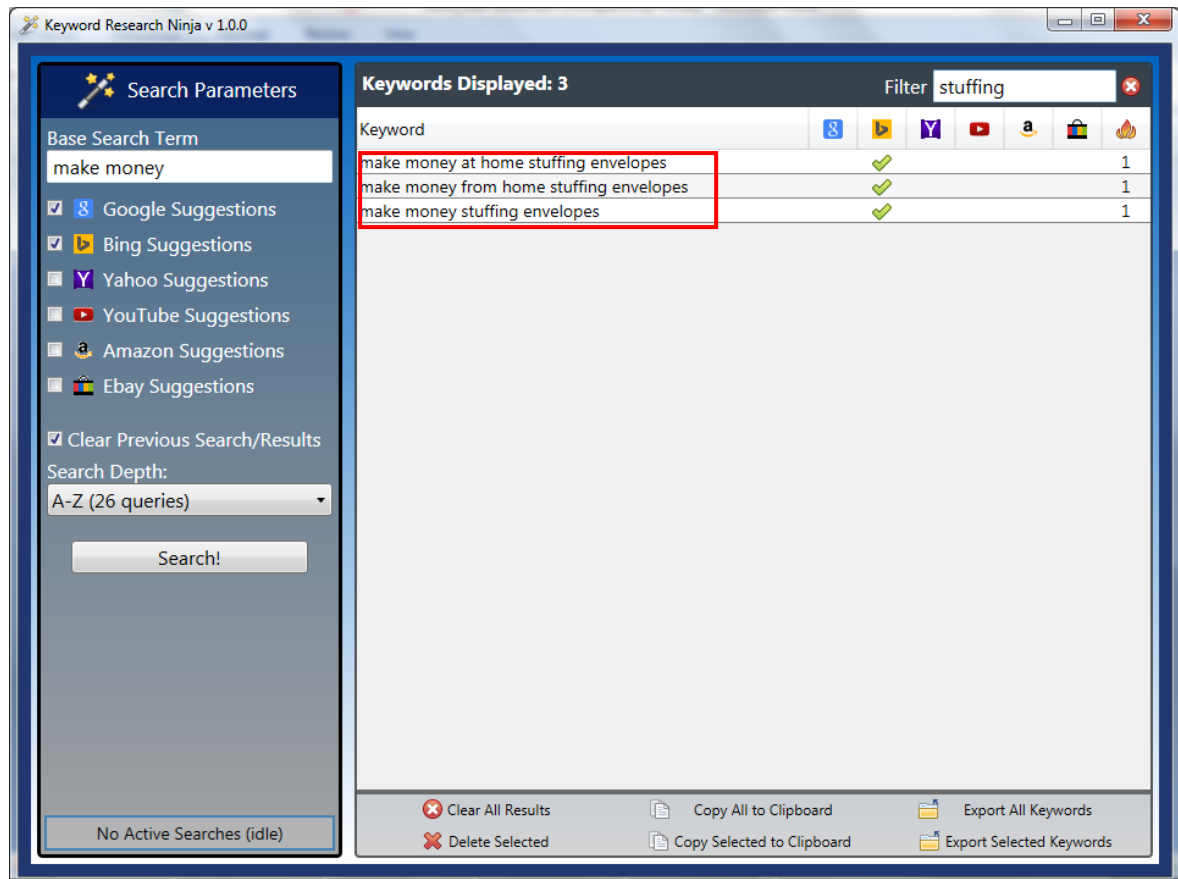 Keyword Research Ninja v 1.0.0
Search Parameters
Base Search Term
make money
Google Suggestions
Bing Suggestions
Yahoo Suggestions
YouTube Suggestions
Amazon Suggestions
Ebay Suggestions
Clear Previous Search/Results
Search Depth:
A-Z (26 queries)
Search!
No Active Searches (idle)
Keywords Displayed: 3
Filter stuffing
Keyword
make money at home stuffing envelopes 1
make money from home stuffing envelopes 1
make money stuffing envelopes 1
Clear All Results Copy All to Clipboard Export All Keywords
Delete Selected Copy Selected to Clipboard Export Selected Keywords